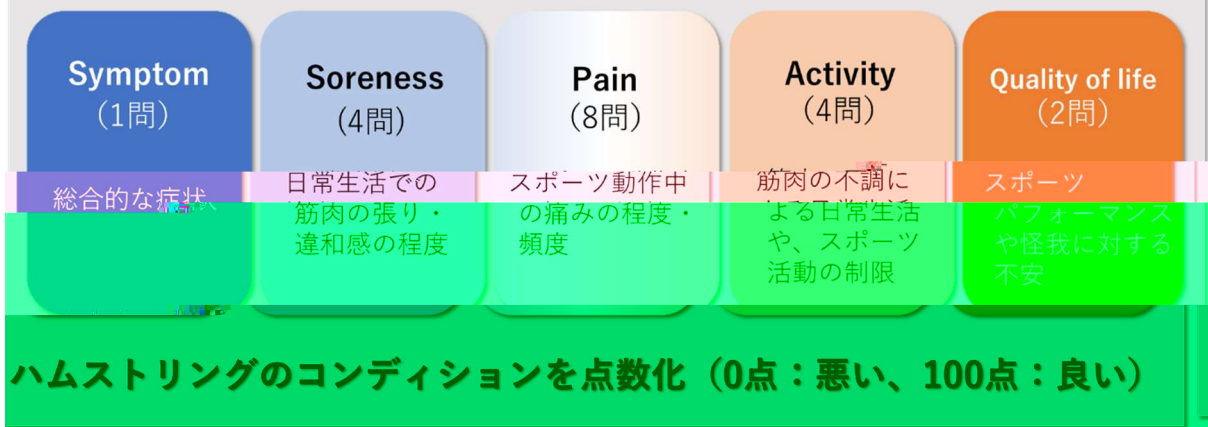 Symptom
(1問)
総合的な症状
Soreness
(4問)
日常生活での
筋肉の張り・
違和感の程度
Pain
(8問)
スポーツ動作中
の痛みの程度・
頻度
Activity
(4問)
筋肉の不調に
よる日常生活
や、スポーツ
活動の制限
Quality of life
(2問)
スポーツ
パフォーマンス
や怪我に対する
不安
ハムストリングのコンディションを点数化（0点：悪い、100点：良い）